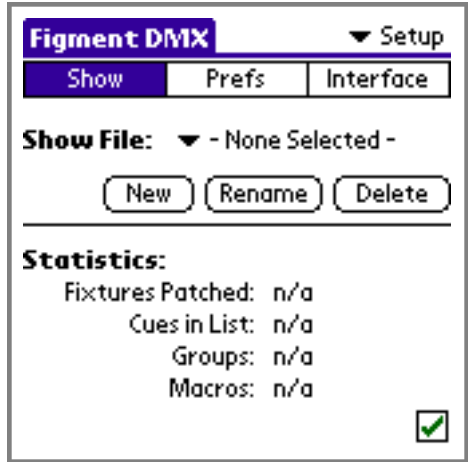 Figment DMX Setup
Show Prefs Interface
Show File: - None Selected -
New Rename Delete
Statistics:
Fixtures Patched: n/a
Cues in List: n/a
Groups: n/a
Macros: n/a